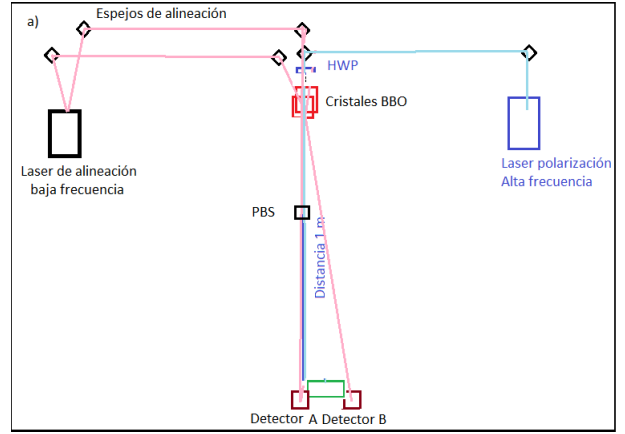 a)
Espejos de alineación
HWP
Cristales BBO
Laser de alineación
baja frecuencia
Laser polarización
Alta frecuencia
PBS
Distancia 1 m
Detector A Detector B